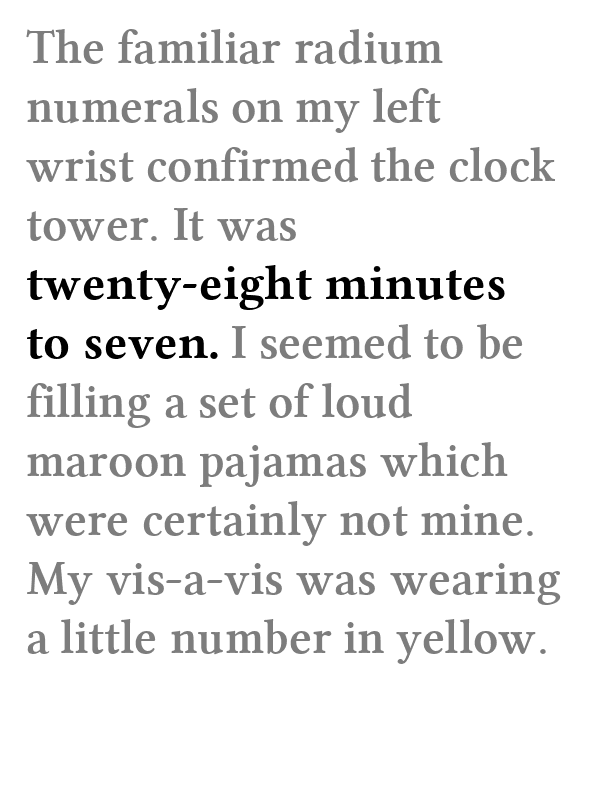 The familiar radium
numerals on my left
wrist confirmed the clock
tower. It was
twenty-eight minutes
to seven. I seemed to be
filling a set of loud
maroon pajamas which
were certainly not mine.
My vis-a-vis was wearing
a little number in yellow.